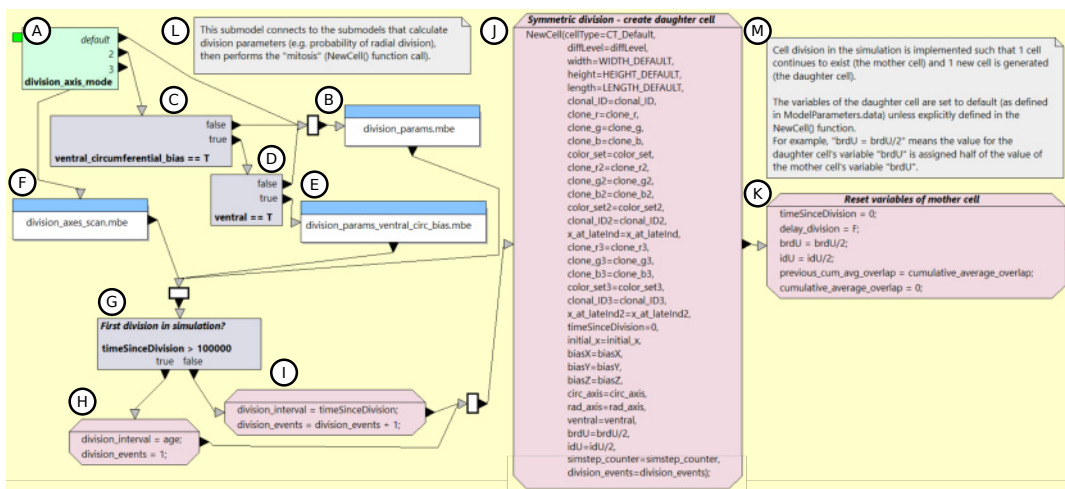 A
default
2
3
division_axis_mode
L
This submodel connects to the submodels that calculate
division parameters (e.g. probability of radial division),
then performs the "mitosis" (NewCell() function call).
B
division_params.mbe
C
false
true
ventral_circumferential_bias == T
D
false
true
ventral == T
E
division_params_ventral_circ_bias.mbe
F
division_axes_scan.mbe
G
First division in simulation?
timeSinceDivision > 100000
true false
H
division_interval = age;
division_events = 1;
I
division_interval = timeSinceDivision;
division_events = division_events + 1;
J
Symmetric division - create daughter cell
NewCell(cellType=CT_Default,
diffLevel=diffLevel,
width=WIDTH_DEFAULT,
height=HEIGHT_DEFAULT,
length=LENGTH_DEFAULT,
clonal_ID=clonal_ID,
clone_r=clone_r,
clone_g=clone_g,
clone_b=clone_b,
color_set=color_set,
clone_r2=clone_r2,
clone_g2=clone_g2,
clone_b2=clone_b2,
color_set2=color_set2,
clonal_ID2=clonal_ID2,
x_at_lateInd=x_at_lateInd,
clone_r3=clone_r3,
clone_g3=clone_g3,
clone_b3=clone_b3,
color_set3=color_set3,
clonal_ID3=clonal_ID3,
x_at_lateInd2=x_at_lateInd2,
timeSinceDivision=0,
initial_x=initial_x,
biasX=biasX,
biasY=biasY,
biasZ=biasZ,
circ_axis=circ_axis,
rad_axis=rad_axis,
ventral=ventral,
brdU=brdU/2,
idU=idU/2,
simstep_counter=simstep_counter,
division_events=division_events);
M
Cell division in the simulation is implemented such that 1 cell
continues to exist (the mother cell) and 1 new cell is generated
(the daughter cell).
The variables of the daughter cell are set to default (as defined
in ModelParameters.data) unless explicitly defined in the
NewCell() function.
For example, "brdU = brdU/2" means the value for the
daughter cell's variable "brdU" is assigned half of the value of
the mother cell's variable "brdU".
K
Reset variables of mother cell
timeSinceDivision = 0;
delay_division = F;
brdU = brdU/2;
idU = idU/2;
previous_cum_avg_overlap = cumulative_average_overlap;
cumulative_average_overlap = 0;